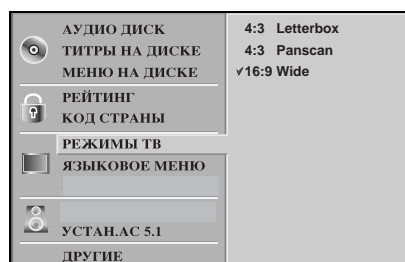 АУДИО ДИСК
ТИТРЫ НА ДИСКЕ
МЕНЮ НА ДИСКЕ
РЕЙТИНГ
КОД СТРАНЫ
РЕЖИМЫ ТВ
ЯЗЫКОВОЕ МЕНЮ
УСТАН.АС 5.1
ДРУГИЕ
4:3 Letterbox
4:3 Panscan
✓16:9 Wide